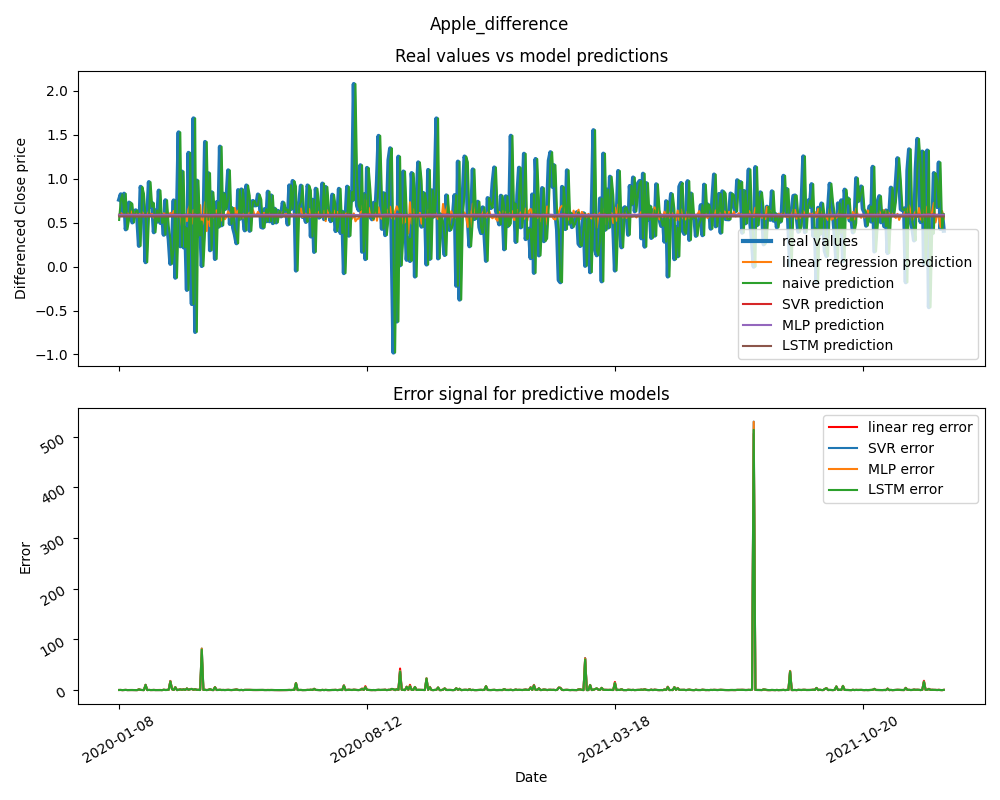 Apple_difference
Real values vs model predictions
Differenced Close price
2.0
1.5
1.0
0.5
0.0
−0.5
−1.0
real values
linear regression prediction
naive prediction
SVR prediction
MLP prediction
LSTM prediction
Error signal for predictive models
Error
500
400
300
200
100
0
linear reg error
SVR error
MLP error
LSTM error
2020-01-08
2020-08-12
2021-03-18
2021-10-20
Date